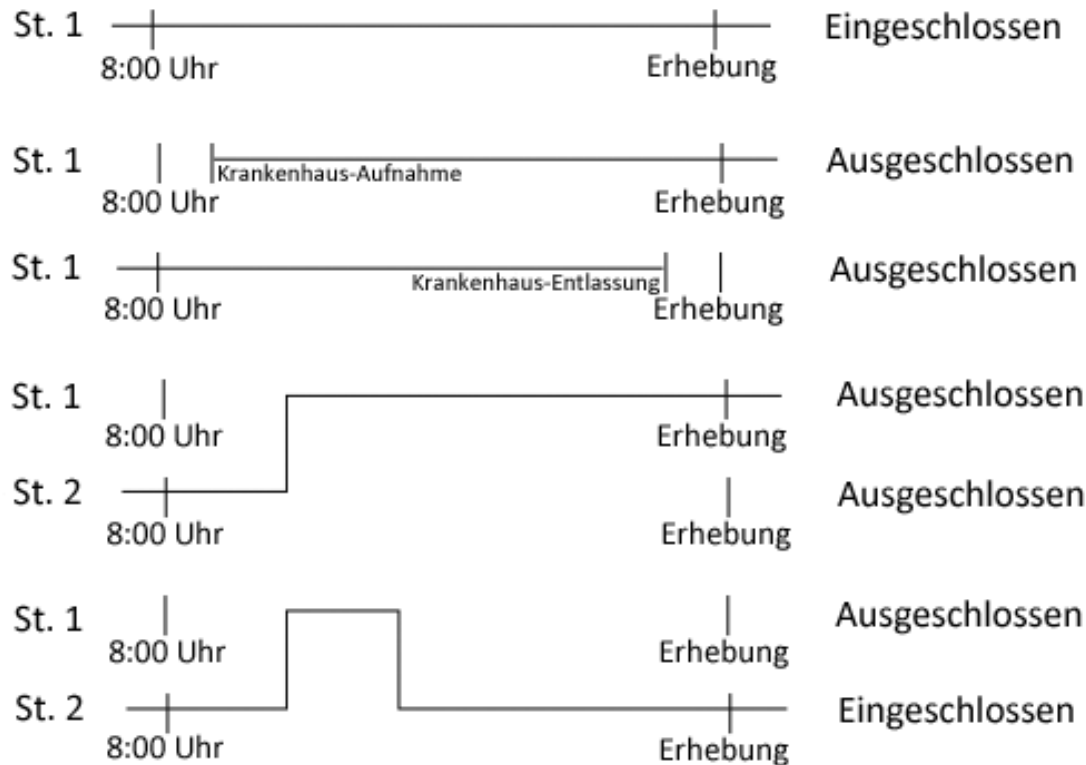 St. 1 Eingeschlossen
8:00 Uhr Erhebung
St. 1 Krankenhaus-Aufnahme Ausgeschlossen
8:00 Uhr Erhebung
St. 1 Krankenhaus-Entlassung Ausgeschlossen
8:00 Uhr Erhebung
St. 1 Ausgeschlossen
8:00 Uhr Erhebung
St. 2 Ausgeschlossen
8:00 Uhr Erhebung
St. 1 Ausgeschlossen
8:00 Uhr Erhebung
St. 2 Eingeschlossen
8:00 Uhr Erhebung